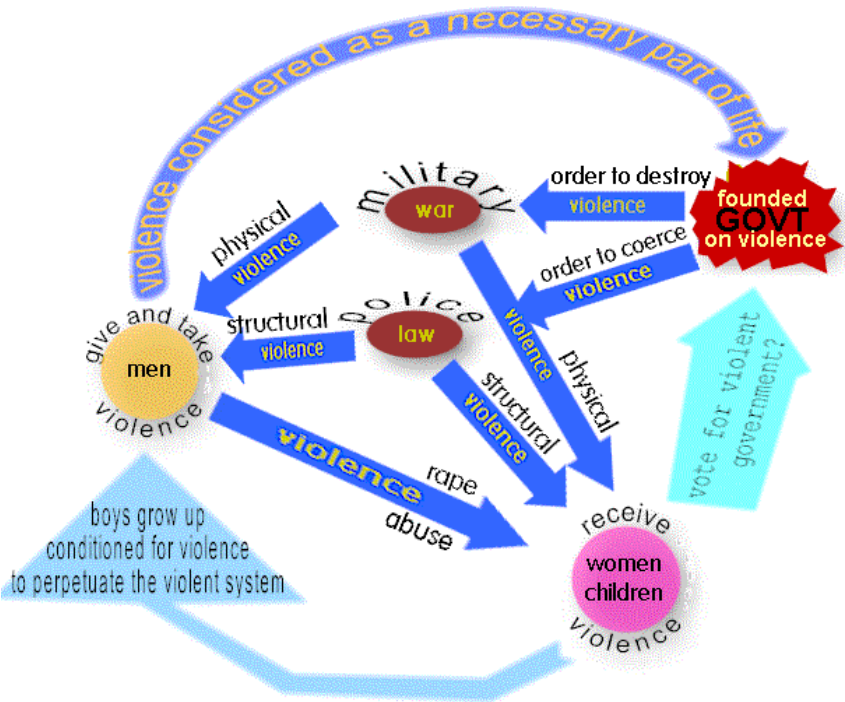 violence considered as a necessary part of life
military
war
order to destroy
violence
founded
GOVT
on violence
physical
violence
order to coerce
violence
police
law
structural
violence
violence
physical
give and take
men
violence
structural
violence
vote for violent
government?
violence
rape
abuse
boys grow up
conditioned for violence
to perpetuate the violent system
receive
women
children
violence